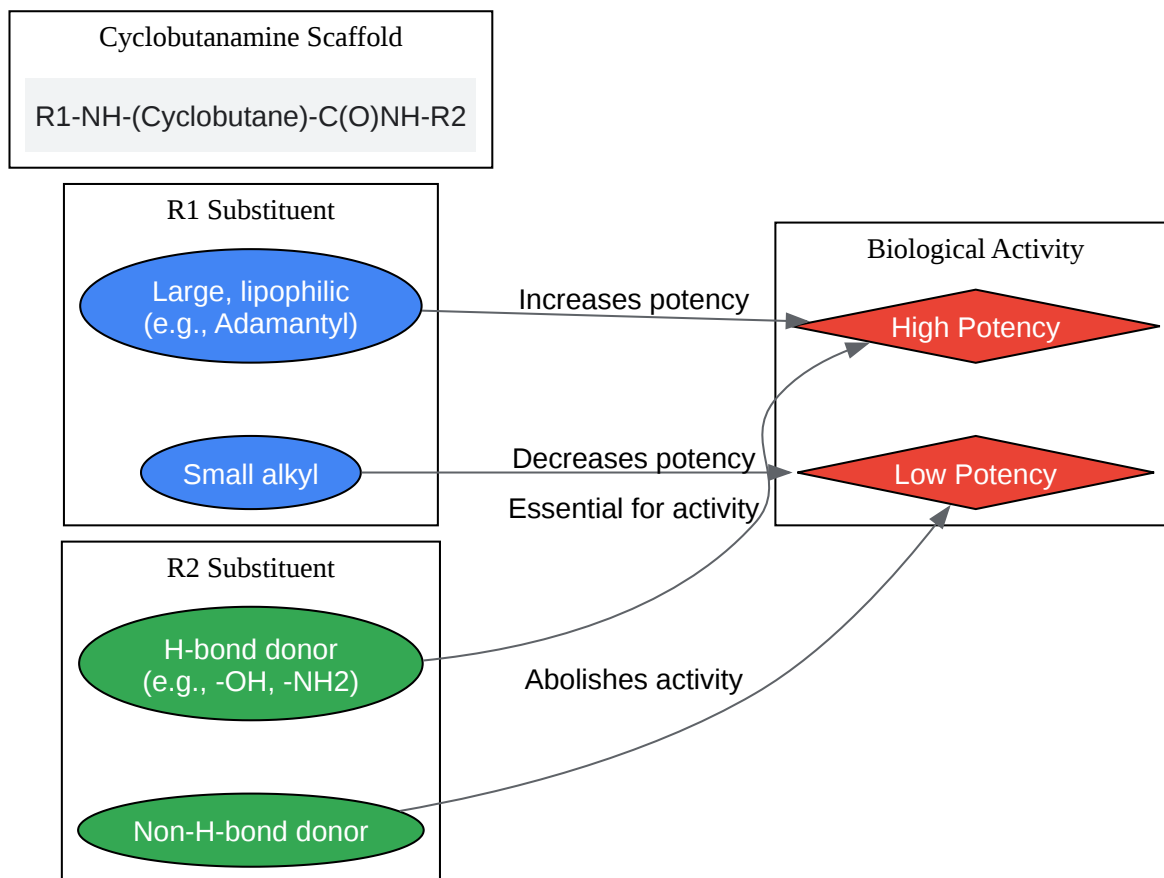 Cyclobutanamine Scaffold
R1-NH-(Cyclobutane)-C(O)NH-R2
R1 Substituent
Large, lipophilic
(e.g., Adamantyl)
Small alkyl
Increases potency
Decreases potency
Essential for activity
Biological Activity
High Potency
Low Potency
R2 Substituent
H-bond donor
(e.g., -OH, -NH2)
Abolishes activity
Non-H-bond donor